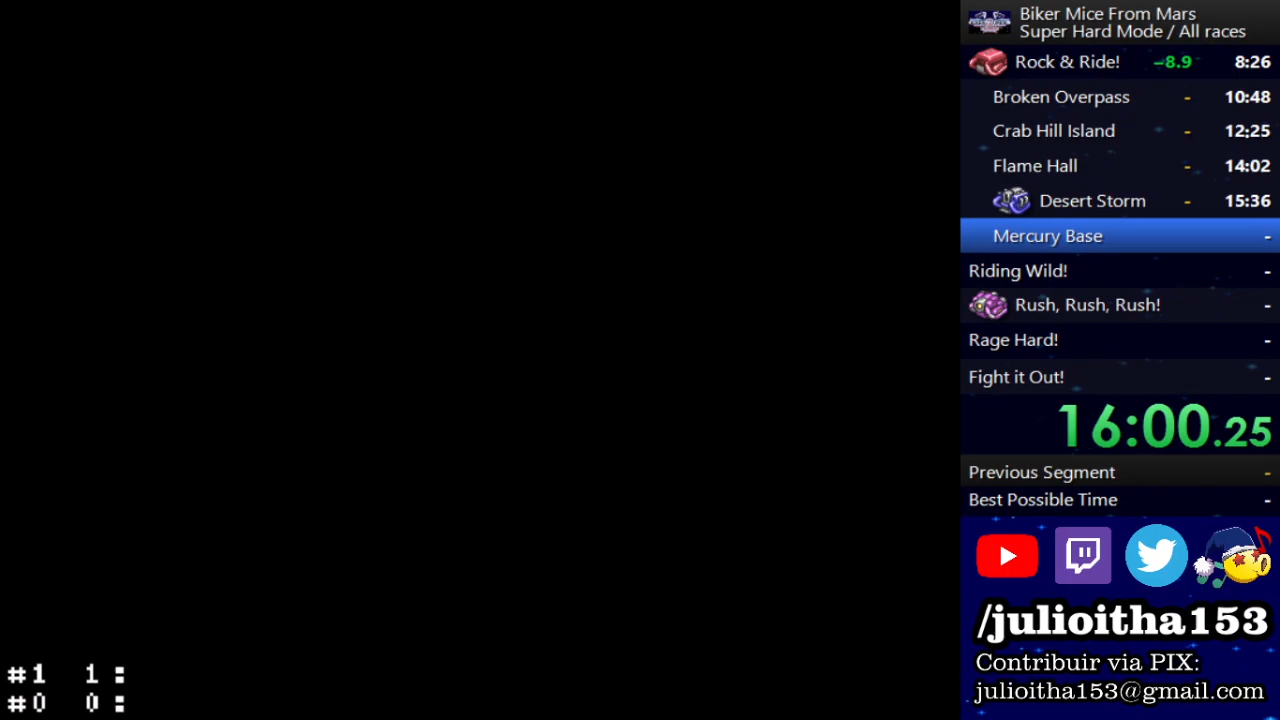 Biker Mice From Mars
Super Hard Mode / All races
Rock & Ride! −8.9 8:26
Broken Overpass - 10:48
Crab Hill Island - 12:25
Flame Hall - 14:02
Desert Storm - 15:36
Mercury Base -
Riding Wild! -
Rush, Rush, Rush! -
Rage Hard! -
Fight it Out! -
16:00.25
Previous Segment -
Best Possible Time -
/julioitha153
Contribuir via PIX:
julioitha153@gmail.com
#1 1:
#0 0: